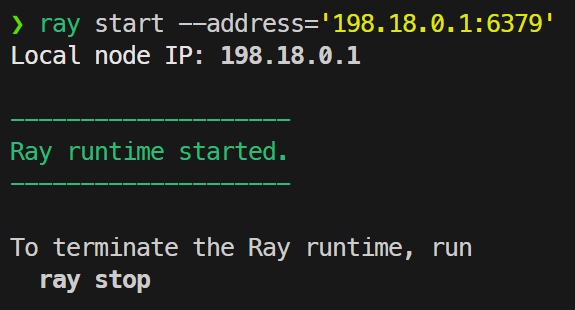 ❯ ray start --address='198.18.0.1:6379'
Local node IP: 198.18.0.1
--------------------
Ray runtime started.
--------------------
To terminate the Ray runtime, run
  ray stop